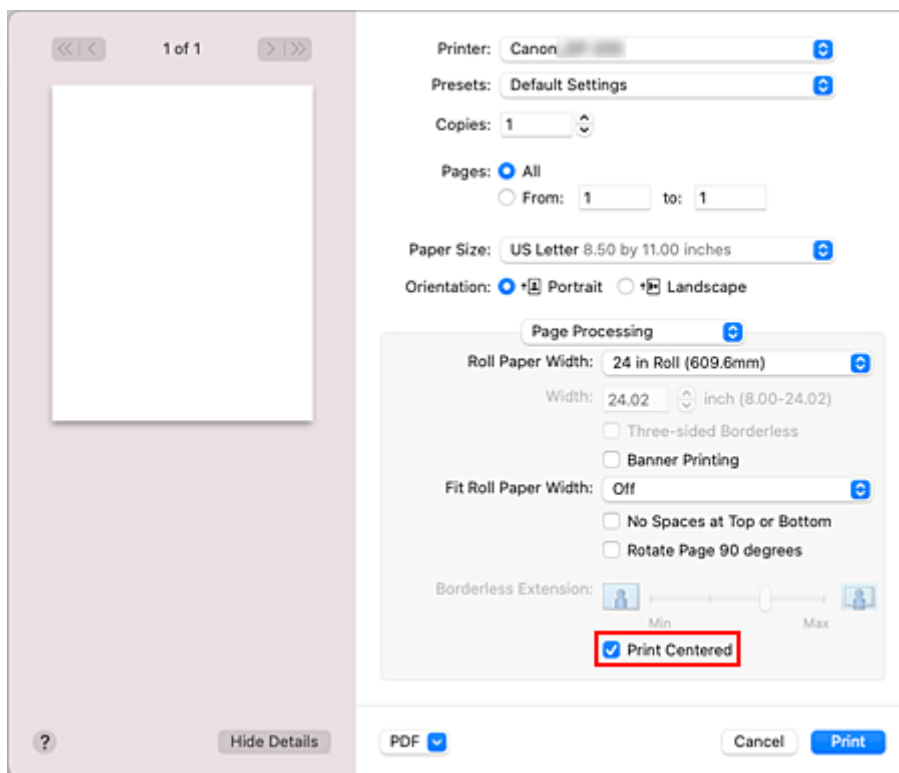 1 of 1
Printer: Canon
Presets: Default Settings
Copies: 1
Pages: All
From: 1 to: 1
Paper Size: US Letter 8.50 by 11.00 inches
Orientation: Portrait Landscape
Page Processing
Roll Paper Width: 24 in Roll (609.6mm)
Width: 24.02 inch (8.00-24.02)
Three-sided Borderless
Banner Printing
Fit Roll Paper Width: Off
No Spaces at Top or Bottom
Rotate Page 90 degrees
Borderless Extension:
Min Max
Print Centered
? Hide Details PDF Cancel Print